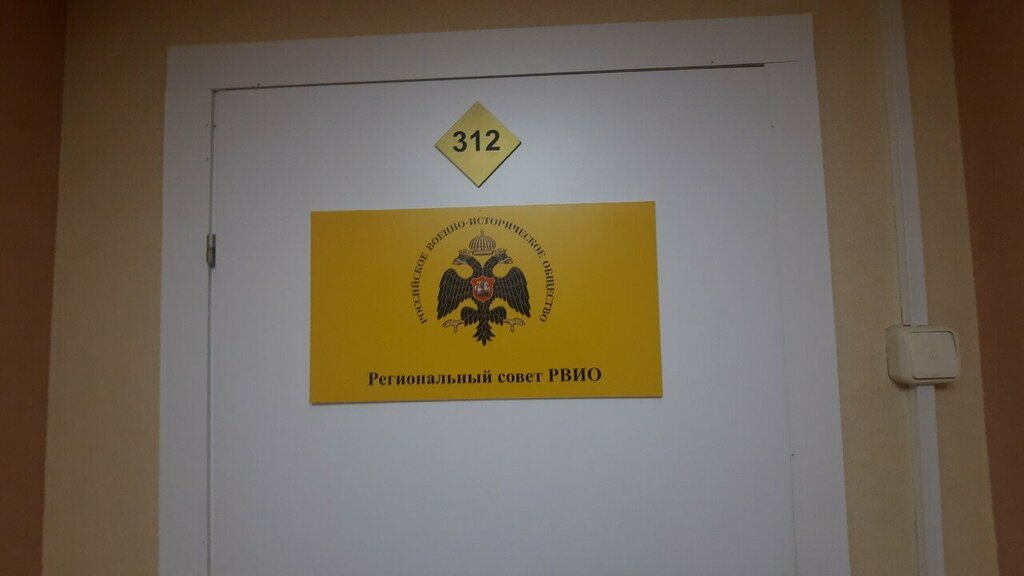 312
РОССИЙСКОЕ ВОЕННО-ИСТОРИЧЕСКОЕ ОБЩЕСТВО
Региональный совет РВИО